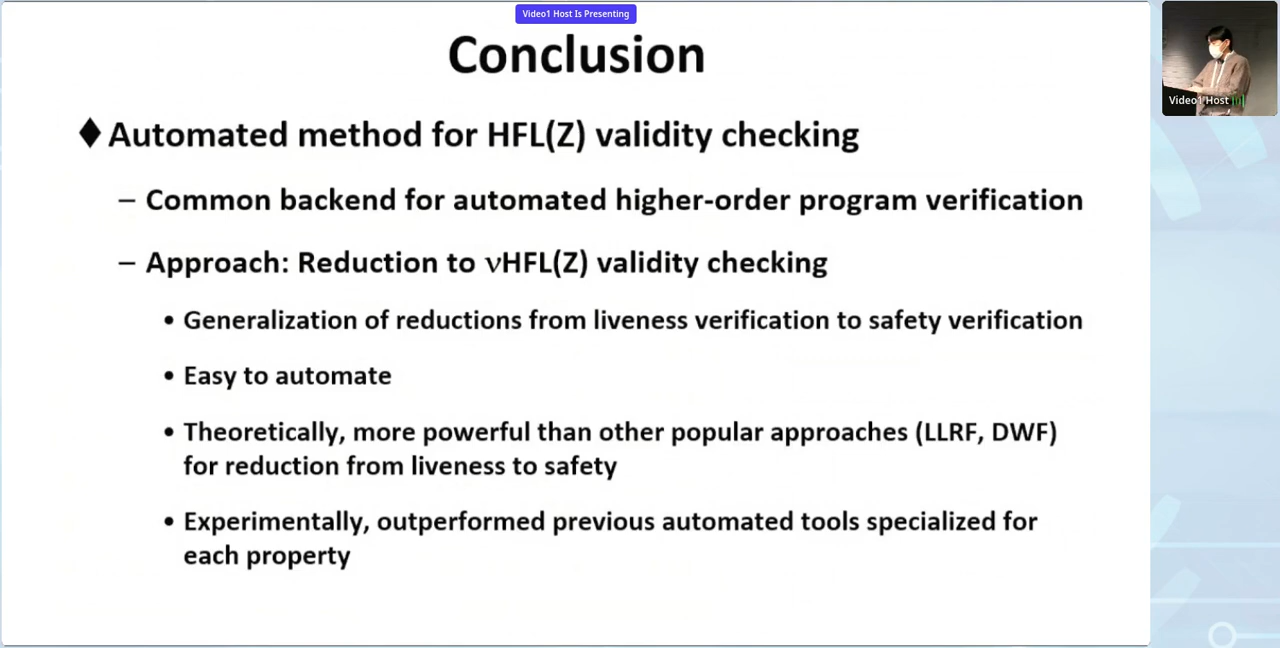 Video1 Host Is Presenting
Conclusion
♦ Automated method for HFL(Z) validity checking
– Common backend for automated higher-order program verification
– Approach: Reduction to νHFL(Z) validity checking
• Generalization of reductions from liveness verification to safety verification
• Easy to automate
• Theoretically, more powerful than other popular approaches (LLRF, DWF)
for reduction from liveness to safety
• Experimentally, outperformed previous automated tools specialized for
each property
Video1 Host